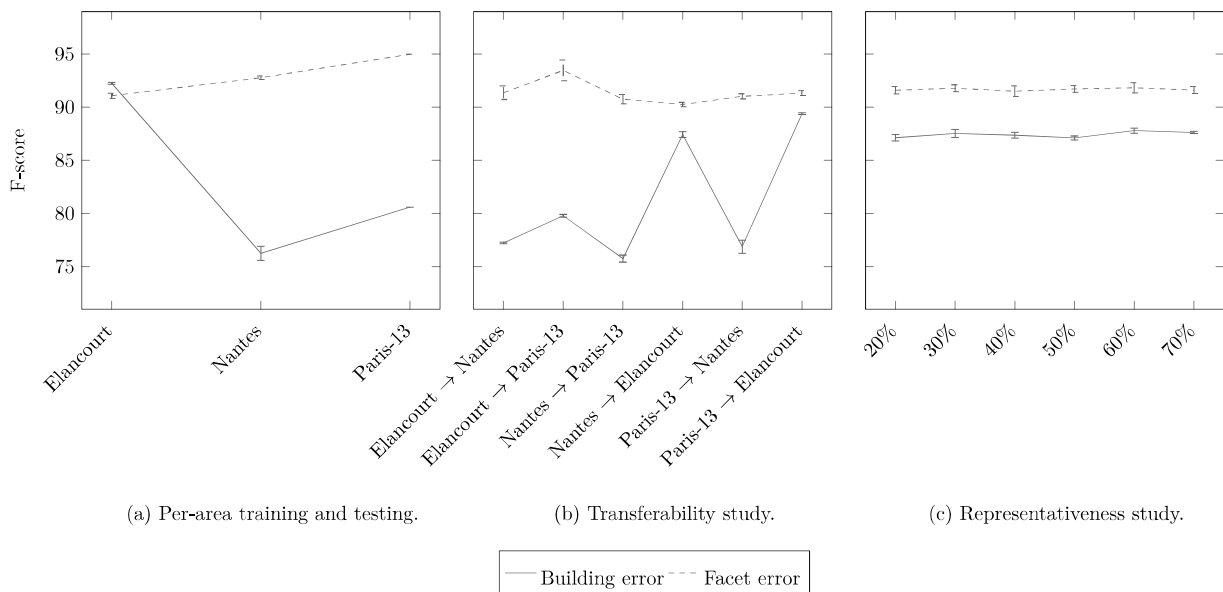 F-score
95
90
85
80
75
Elancourt
Nantes
Paris-13
Elancourt → Nantes
Elancourt → Paris-13
Nantes → Paris-13
Nantes → Elancourt
Paris-13 → Nantes
Paris-13 → Elancourt
20%
30%
40%
50%
60%
70%
(a) Per-area training and testing.
(b) Transferability study.
(c) Representativeness study.
Building error
Facet error